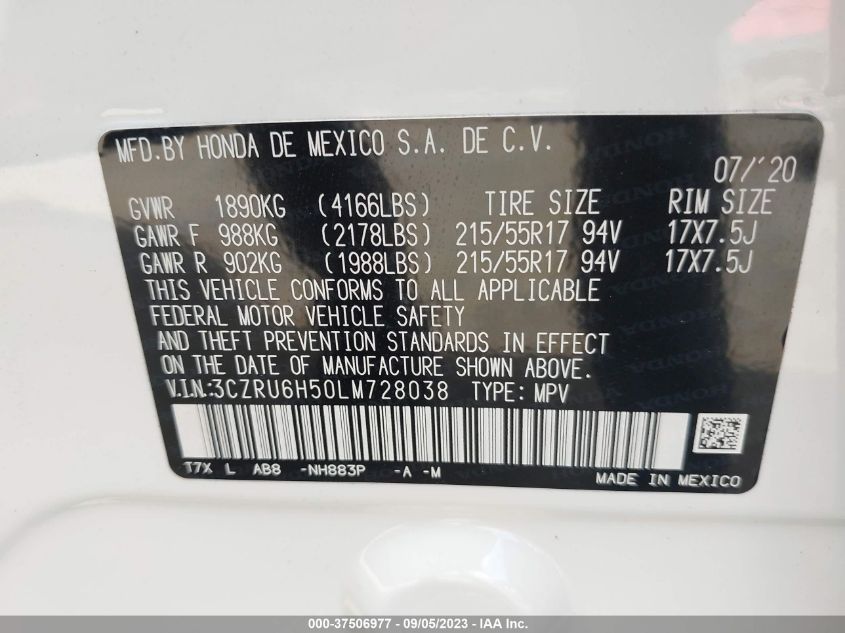 MFD.BY HONDA DE MEXICO S.A. DE C.V.
07/'20
GVWR 1890KG (4166LBS) TIRE SIZE RIM SIZE
GAWR F 988KG (2178LBS) 215/55R17 94V 17X7.5J
GAWR R 902KG (1988LBS) 215/55R17 94V 17X7.5J
THIS VEHICLE CONFORMS TO ALL APPLICABLE
FEDERAL MOTOR VEHICLE SAFETY
AND THEFT PREVENTION STANDARDS IN EFFECT
ON THE DATE OF MANUFACTURE SHOWN ABOVE.
V.I.N.:3CZRU6H50LM728038 TYPE: MPV
T7X L AB8 -NH883P -A -M
MADE IN MEXICO
000-37506977 - 09/05/2023 - IAA Inc.